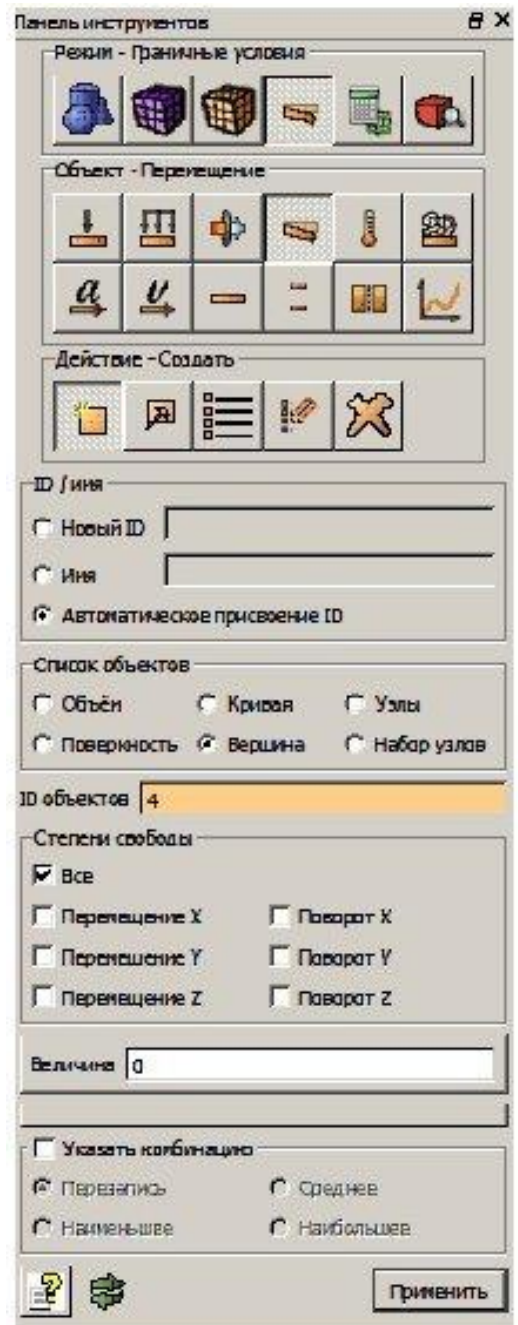 Панель инструментов
Режим - Граничные условия
Объект - Перемещение
a v
Действие - Создать
ID / имя
Новый ID
Имя
Автоматическое присвоение ID
Список объектов
Объём Кривая Узлы
Поверхность Вершина Набор узлов
ID объектов 4
Степени свободы
Все
Перемещение X Поворот X
Перемещение Y Поворот Y
Перемещение Z Поворот Z
Величина 0
Указать комбинацию
Перезапись Среднее
Наименьшее Наибольшее
Применить